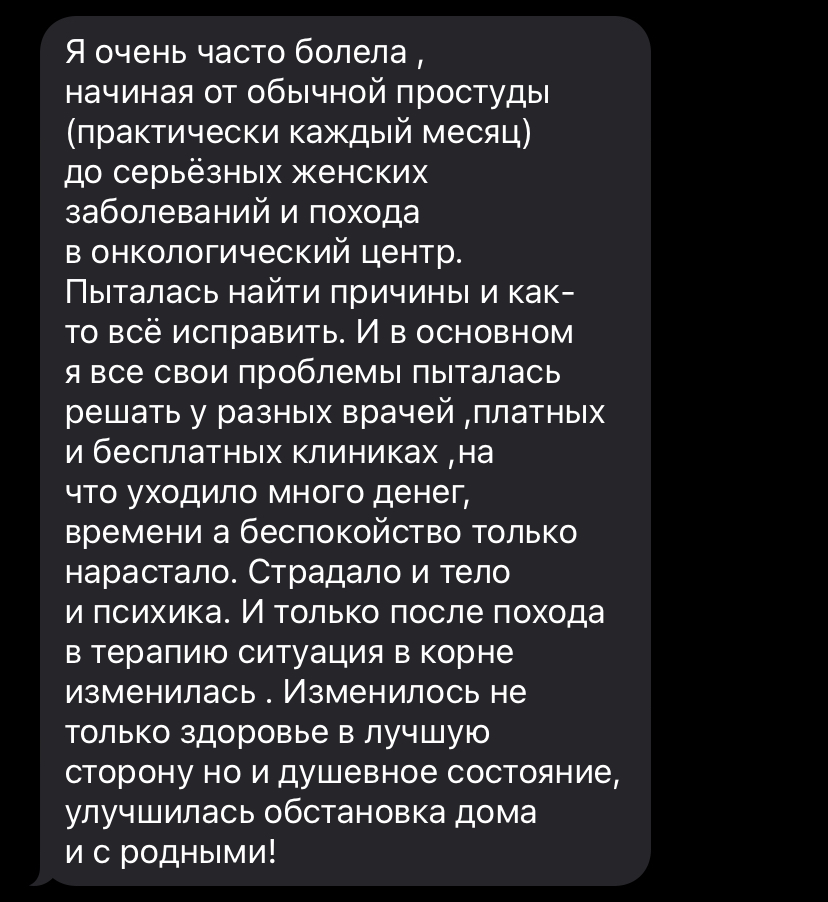 Я очень часто болела ,
начиная от обычной простуды
(практически каждый месяц)
до серьёзных женских
заболеваний и похода
в онкологический центр.
Пыталась найти причины и как-
то всё исправить. И в основном
я все свои проблемы пыталась
решать у разных врачей ,платных
и бесплатных клиниках ,на
что уходило много денег,
времени а беспокойство только
нарастало. Страдало и тело
и психика. И только после похода
в терапию ситуация в корне
изменилась . Изменилось не
только здоровье в лучшую
сторону но и душевное состояние,
улучшилась обстановка дома
и с родными!